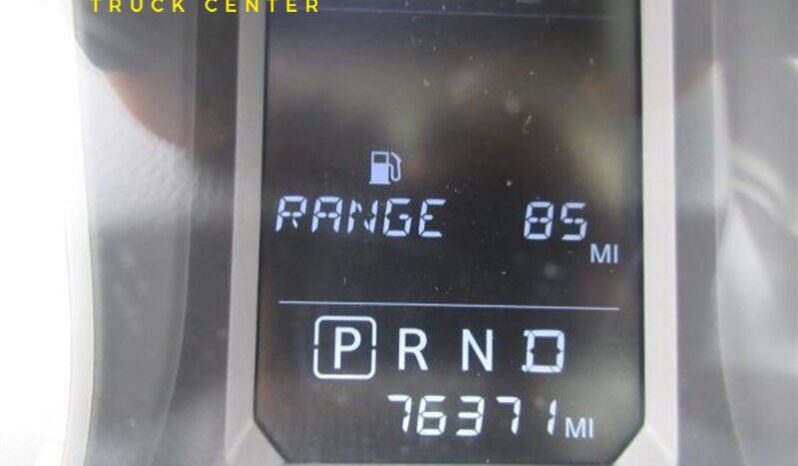 TRUCK CENTER
RANGE 85 MI
P R N D
76371 MI